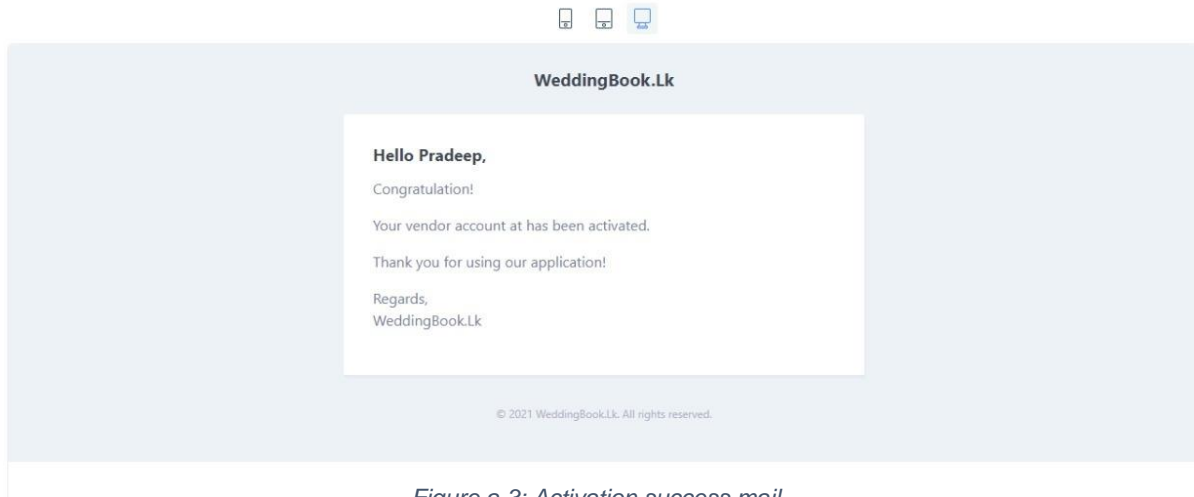 WeddingBook.Lk
Hello Pradeep,
Congratulation!
Your vendor account at has been activated.
Thank you for using our application!
Regards,
WeddingBook.Lk
© 2021 WeddingBook.Lk. All rights reserved.
Figure a-3: Activation success mail